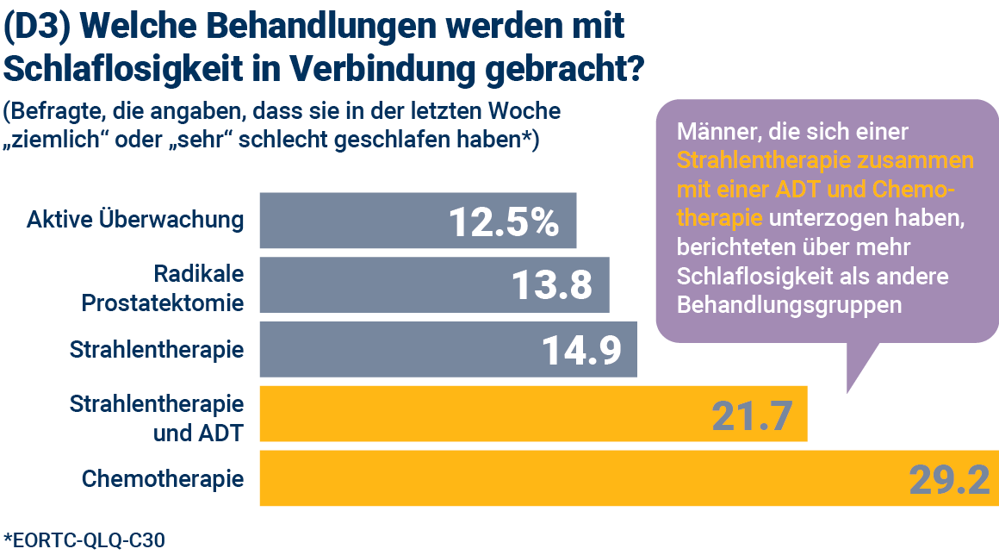 (D3) Welche Behandlungen werden mit
Schlaflosigkeit in Verbindung gebracht?
(Befragte, die angaben, dass sie in der letzten Woche
„ziemlich“ oder „sehr“ schlecht geschlafen haben*)
Männer, die sich einer
Strahlentherapie zusammen
mit einer ADT und Chemo-
therapie unterzogen haben,
berichteten über mehr
Schlaflosigkeit als andere
Behandlungsgruppen
Aktive Überwachung
12.5%
Radikale
Prostatektomie
13.8
Strahlentherapie
14.9
Strahlentherapie
und ADT
21.7
Chemotherapie
29.2
*EORTC-QLQ-C30